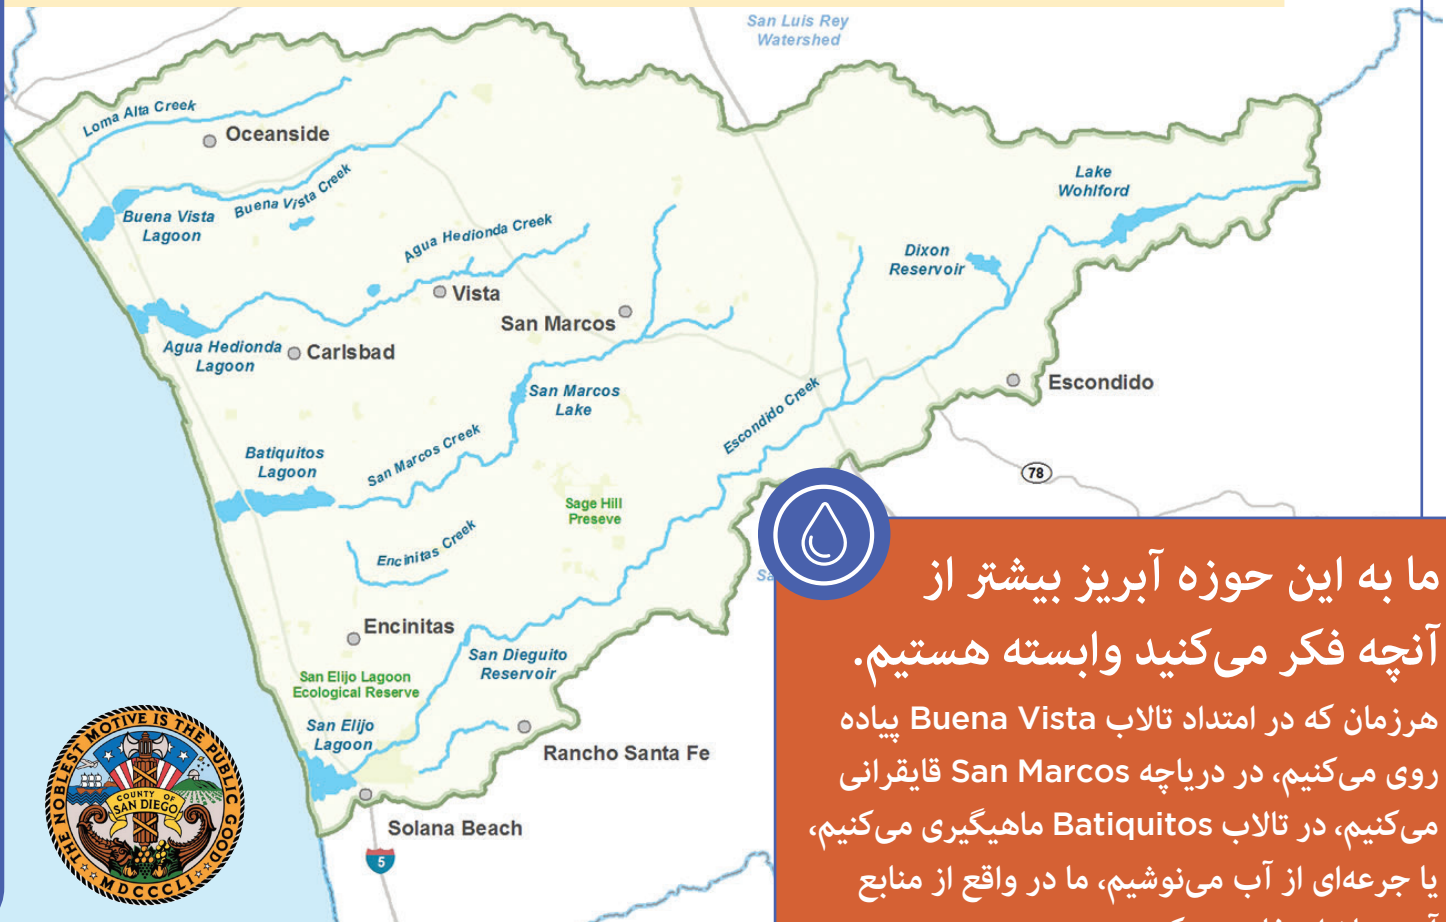 San Luis Rey
Watershed
Loma Alta Creek
Oceanside
Buena Vista Creek
Buena Vista
Lagoon
Lake
Wohlford
Agua Hedionda Creek
Dixon
Reservoir
Vista
San Marcos
Agua Hedionda
Lagoon
Carlsbad
San Marcos
Lake
Escondido
Escondido Creek
San Marcos Creek
Batiquitos
Lagoon
78
Sage Hill
Preseve
Encinitas Creek
Encinitas
San Dieguito
Reservoir
San Elijo Lagoon
Ecological Reserve
San Elijo
Lagoon
Rancho Santa Fe
Solana Beach
5
THE NOBLEST MOTIVE IS THE PUBLIC GOOD
COUNTY OF
SAN DIEGO
MDCCCLI
ما به این حوزه آبریز بیشتر از
آنچه فکر می‌کنید وابسته هستیم.
هرزمان که در امتداد تالاب Buena Vista پیاده
روی می‌کنیم، در دریاچه San Marcos قایقرانی
می‌کنیم، در تالاب Batiquitos ماهیگیری می‌کنیم،
یا جرعه‌ای از آب می‌نوشیم، ما در واقع از منابع